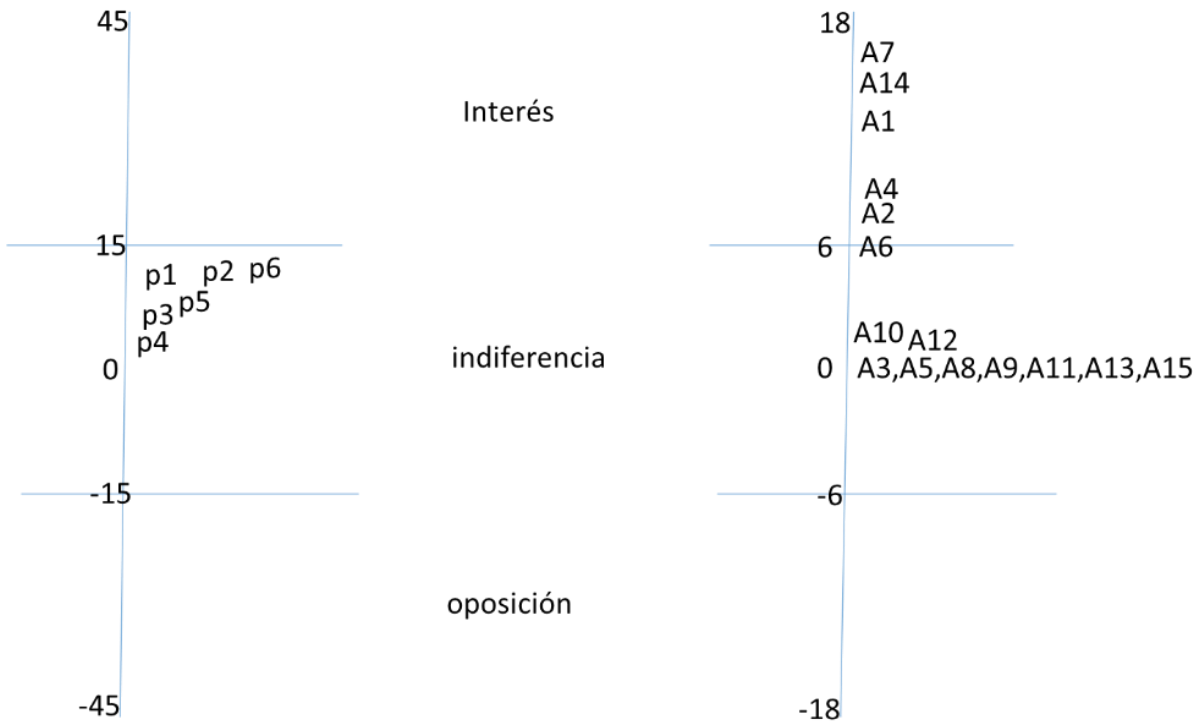 45
15
0
-15
-45
p1 p2 p6
p3 p5
p4
Interés
indiferencia
oposición
18
6
0
-6
-18
A7
A14
A1
A4
A2
A6
A10 A12
A3,A5,A8,A9,A11,A13,A15